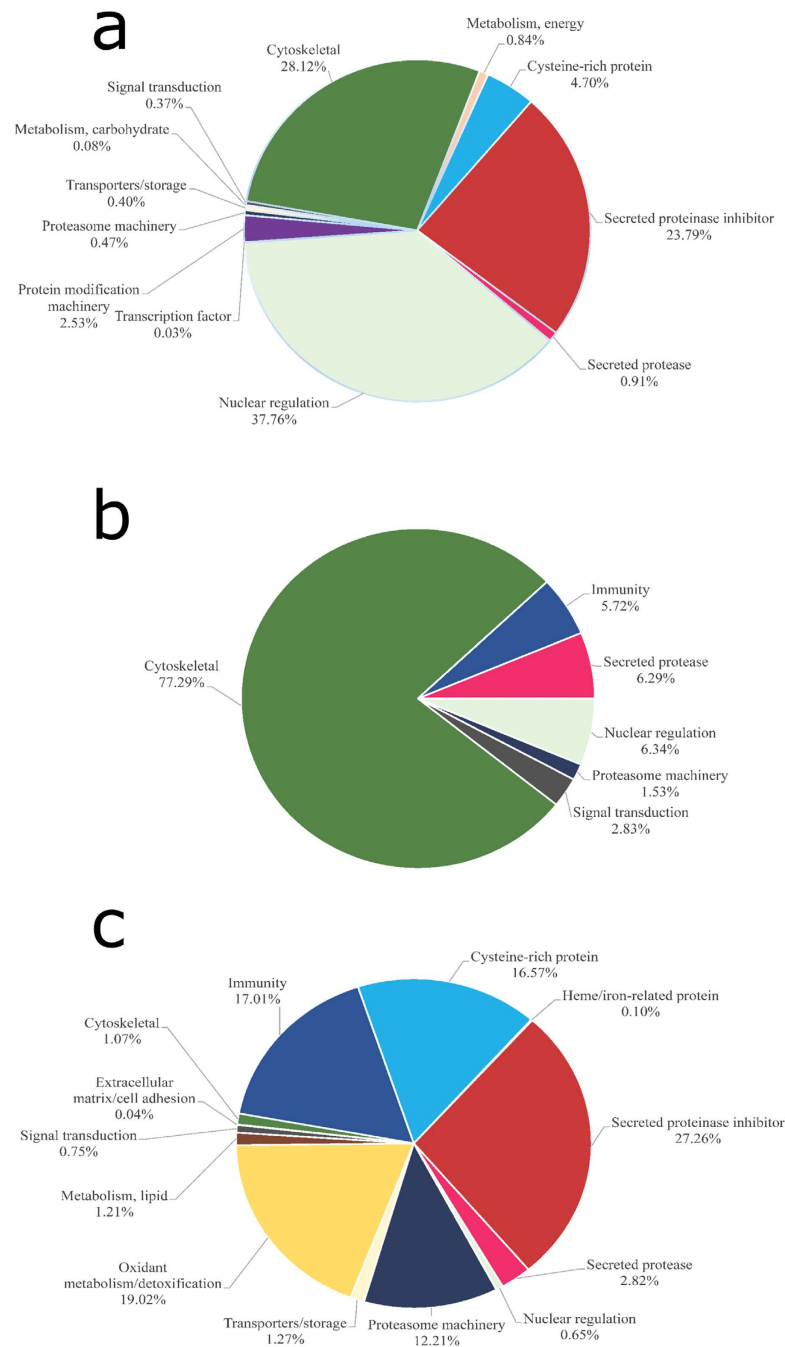 a
Metabolism, energy
0.84%
Cytoskeletal
28.12%
Cysteine-rich protein
4.70%
Signal transduction
0.37%
Metabolism, carbohydrate
0.08%
Transporters/storage
0.40%
Secreted proteinase inhibitor
23.79%
Proteasome machinery
0.47%
Protein modification
machinery
2.53%
Transcription factor
0.03%
Secreted protease
0.91%
Nuclear regulation
37.76%
b
Immunity
5.72%
Cytoskeletal
77.29%
Secreted protease
6.29%
Nuclear regulation
6.34%
Proteasome machinery
1.53%
Signal transduction
2.83%
c
Cysteine-rich protein
16.57%
Immunity
17.01%
Heme/iron-related protein
0.10%
Cytoskeletal
1.07%
Extracellular
matrix/cell adhesion
0.04%
Secreted proteinase inhibitor
27.26%
Signal transduction
0.75%
Metabolism, lipid
1.21%
Oxidant
metabolism/detoxification
19.02%
Secreted protease
2.82%
Nuclear regulation
0.65%
Transporters/storage
1.27%
Proteasome machinery
12.21%